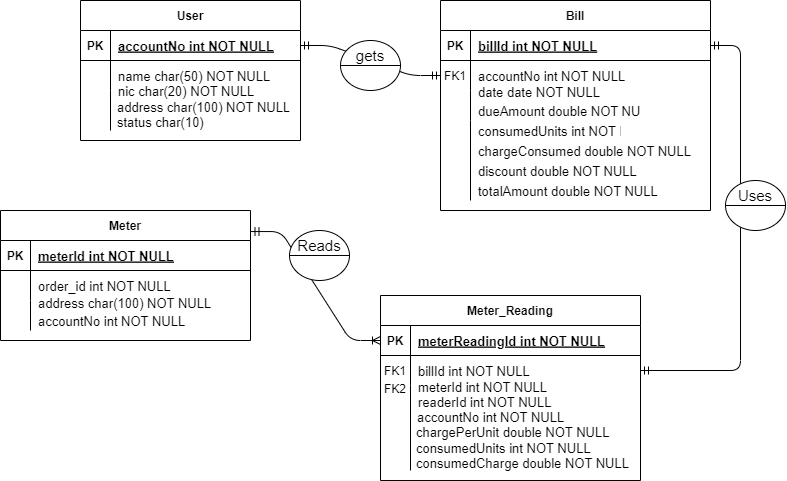 User
PK accountNo int NOT NULL
name char(50) NOT NULL
nic char(20) NOT NULL
address char(100) NOT NULL
status char(10)
gets
Bill
PK billId int NOT NULL
FK1 accountNo int NOT NULL
date date NOT NULL
dueAmount double NOT NU
consumedUnits int NOT
chargeConsumed double NOT NULL
discount double NOT NULL
totalAmount double NOT NULL
Uses
Meter
PK meterId int NOT NULL
order_id int NOT NULL
address char(100) NOT NULL
accountNo int NOT NULL
Reads
Meter_Reading
PK meterReadingId int NOT NULL
FK1 billId int NOT NULL
FK2 meterId int NOT NULL
readerId int NOT NULL
accountNo int NOT NULL
chargePerUnit double NOT NULL
consumedUnits int NOT NULL
consumedCharge double NOT NULL